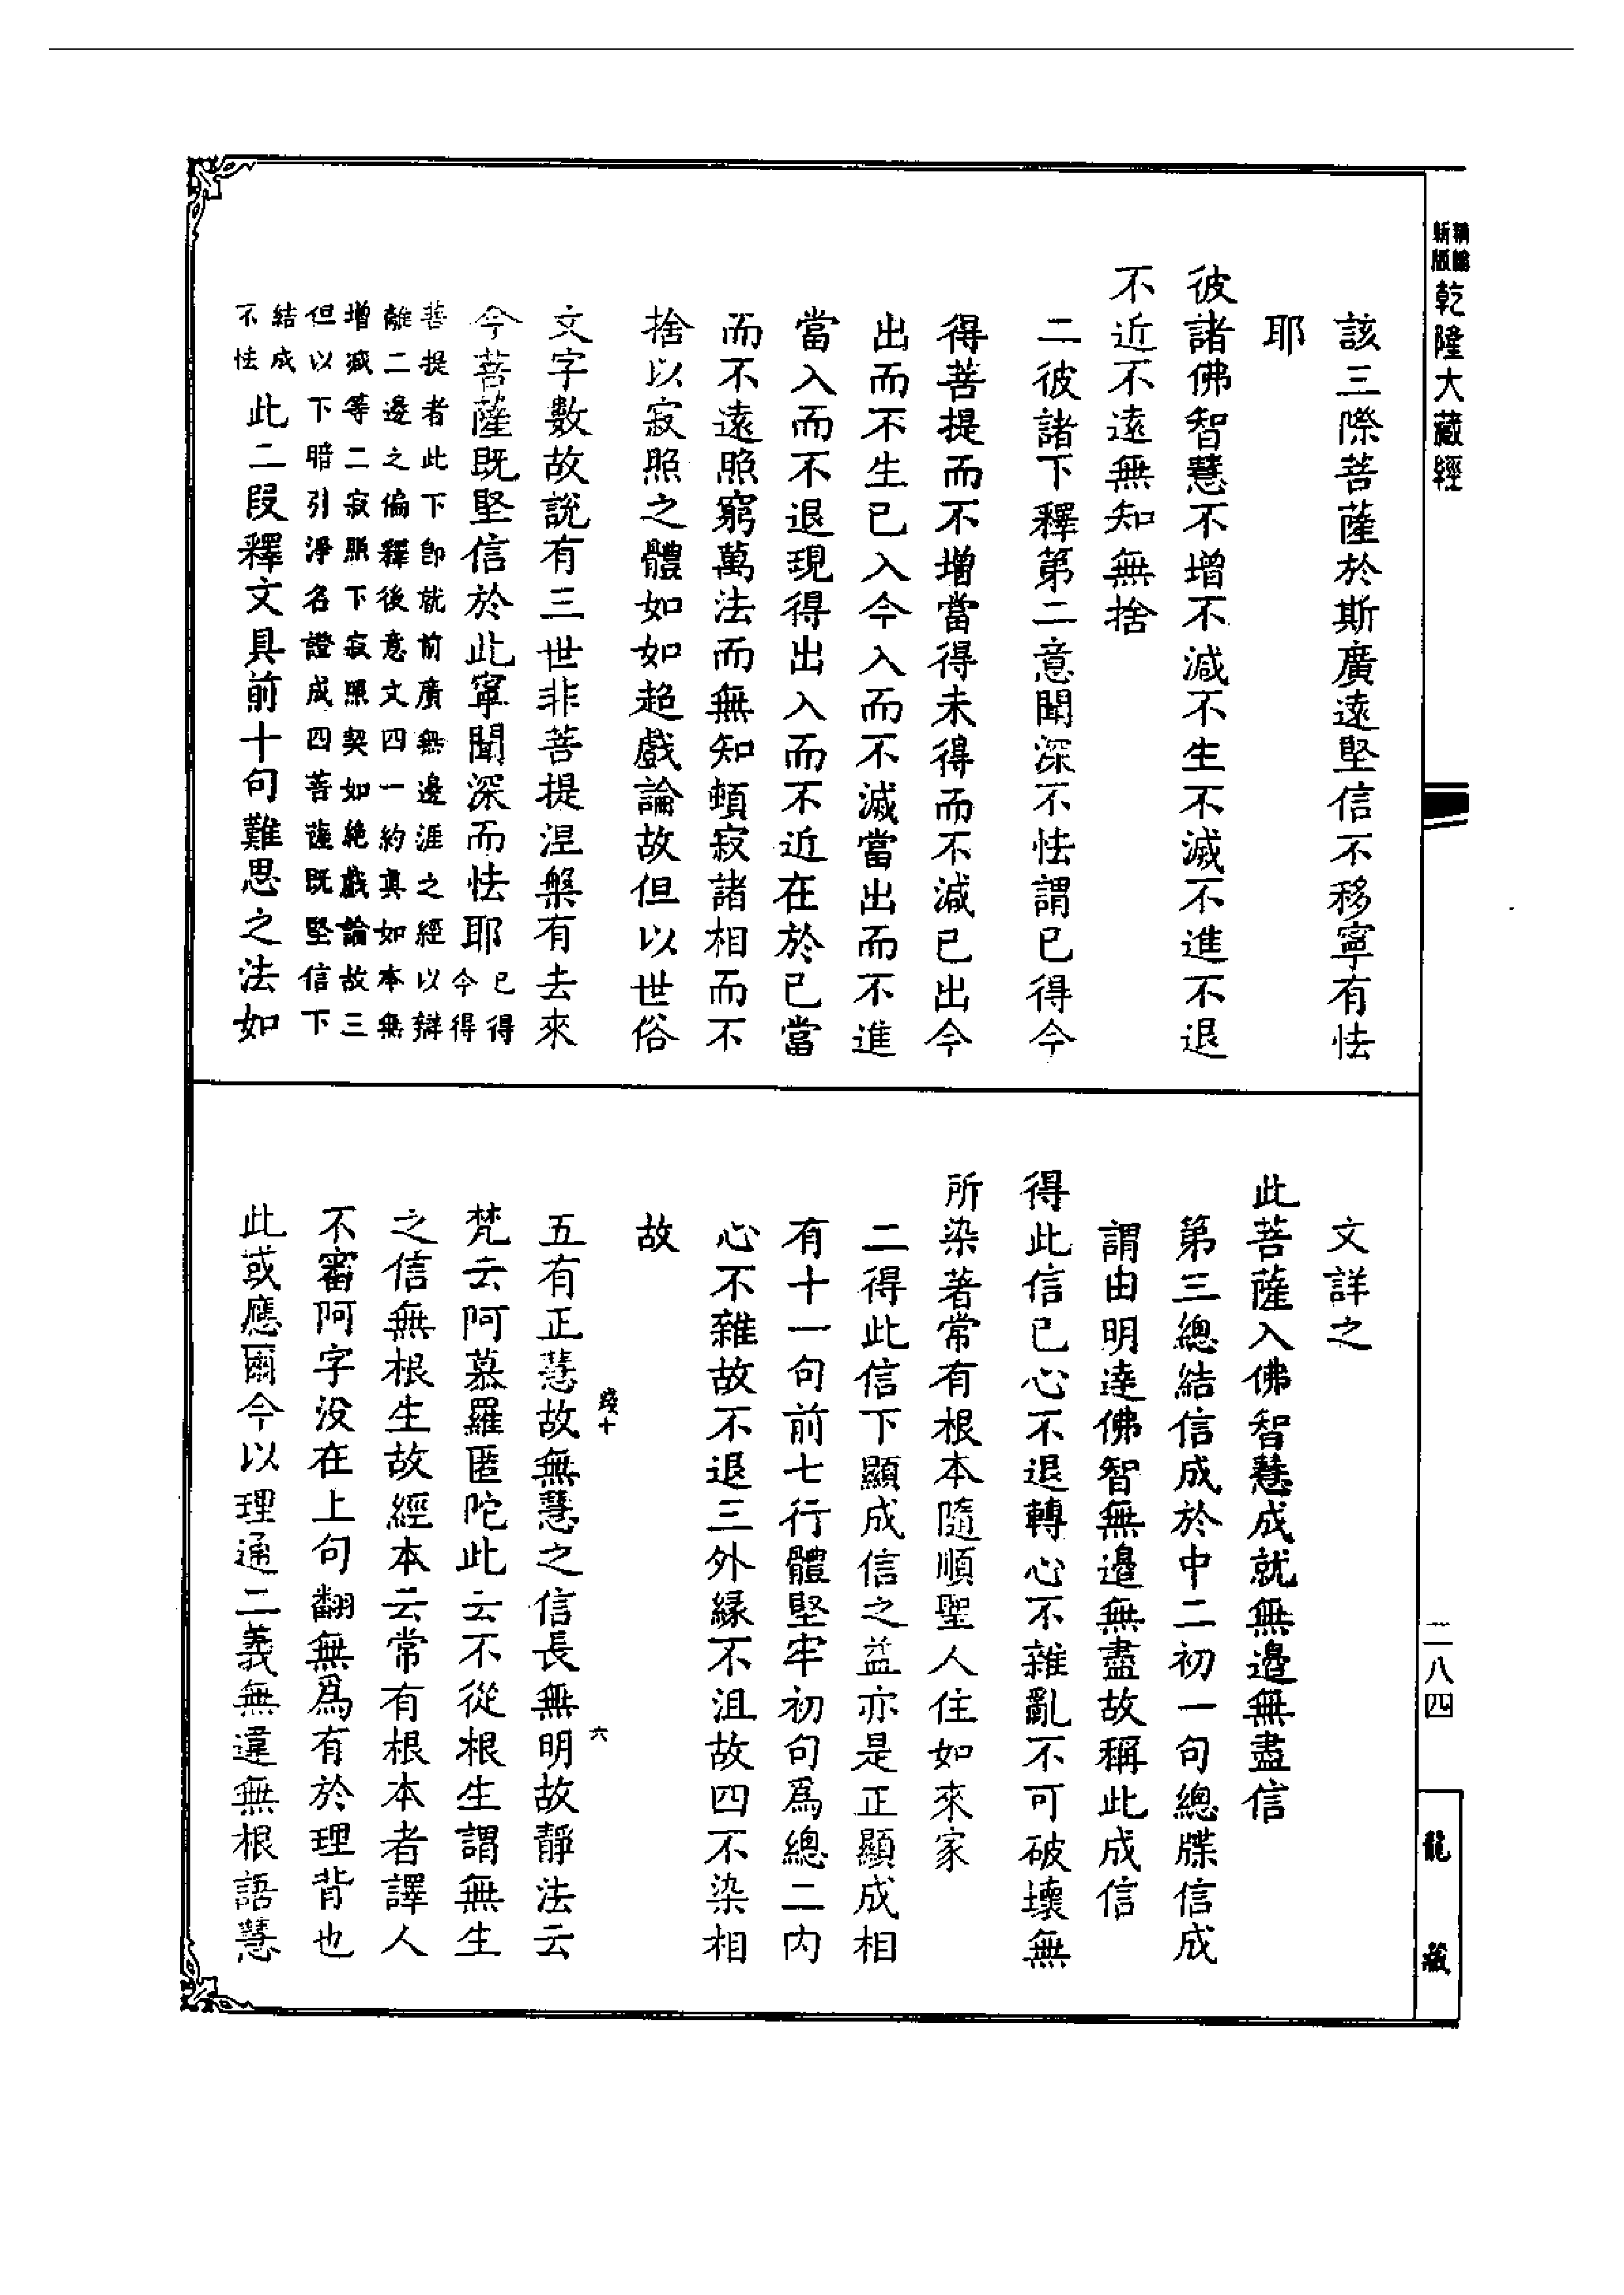 新版
乾隆大藏經
該三際菩薩於斯廣遠堅信不移寧有怯
耶
彼諸佛智慧不增不減不生不滅不進不退
不近不遠無知無捨
二彼諸下釋第二意聞深不怯謂已得今
得菩提而不增當得未得而不減已出今
出而不生已入今入而不滅當出而不進
當入而不退現得出入而不近在於已當
而不遠照窮萬法而無知頓寂諸相而不
捨以寂照之體如如超戲論故但以世俗
文字數故說有三世非菩提涅槃有去來
今菩薩既堅信於此寧聞深而怯耶已得今得
菩提者此下即就前廣無邊涯之經以辯
離二邊之偏釋後意文四一約真如本無
增減等二寂照下寂照契如絶戲論故三
但以下暗引淨名證成四菩薩既堅信下
結成
不怯此二段釋文具前十句難思之法如
文詳之
此菩薩入佛智慧成就無邊無盡信
第三總結信成於中二初一句總牒信成
謂由明達佛智無邊無盡故稱此成信
得此信已心不退轉心不雜亂不可破壞無
所染著常有根本隨順聖人住如來家
二得此信下顯成信之益亦是正顯成相
有十一句前七行體堅牢初句爲總二內
心不雜故不退三外緣不沮故四不染相
故
五有正慧故無慧之信長無明故靜法云
梵云阿慕羅匿陀此云不從根生謂無生
之信無根生故經本云常有根本者譯人
不審阿字沒在上句翻無爲有於理背也
此或應爾今以理通二義無違無根語慧
六
二八四
龍藏